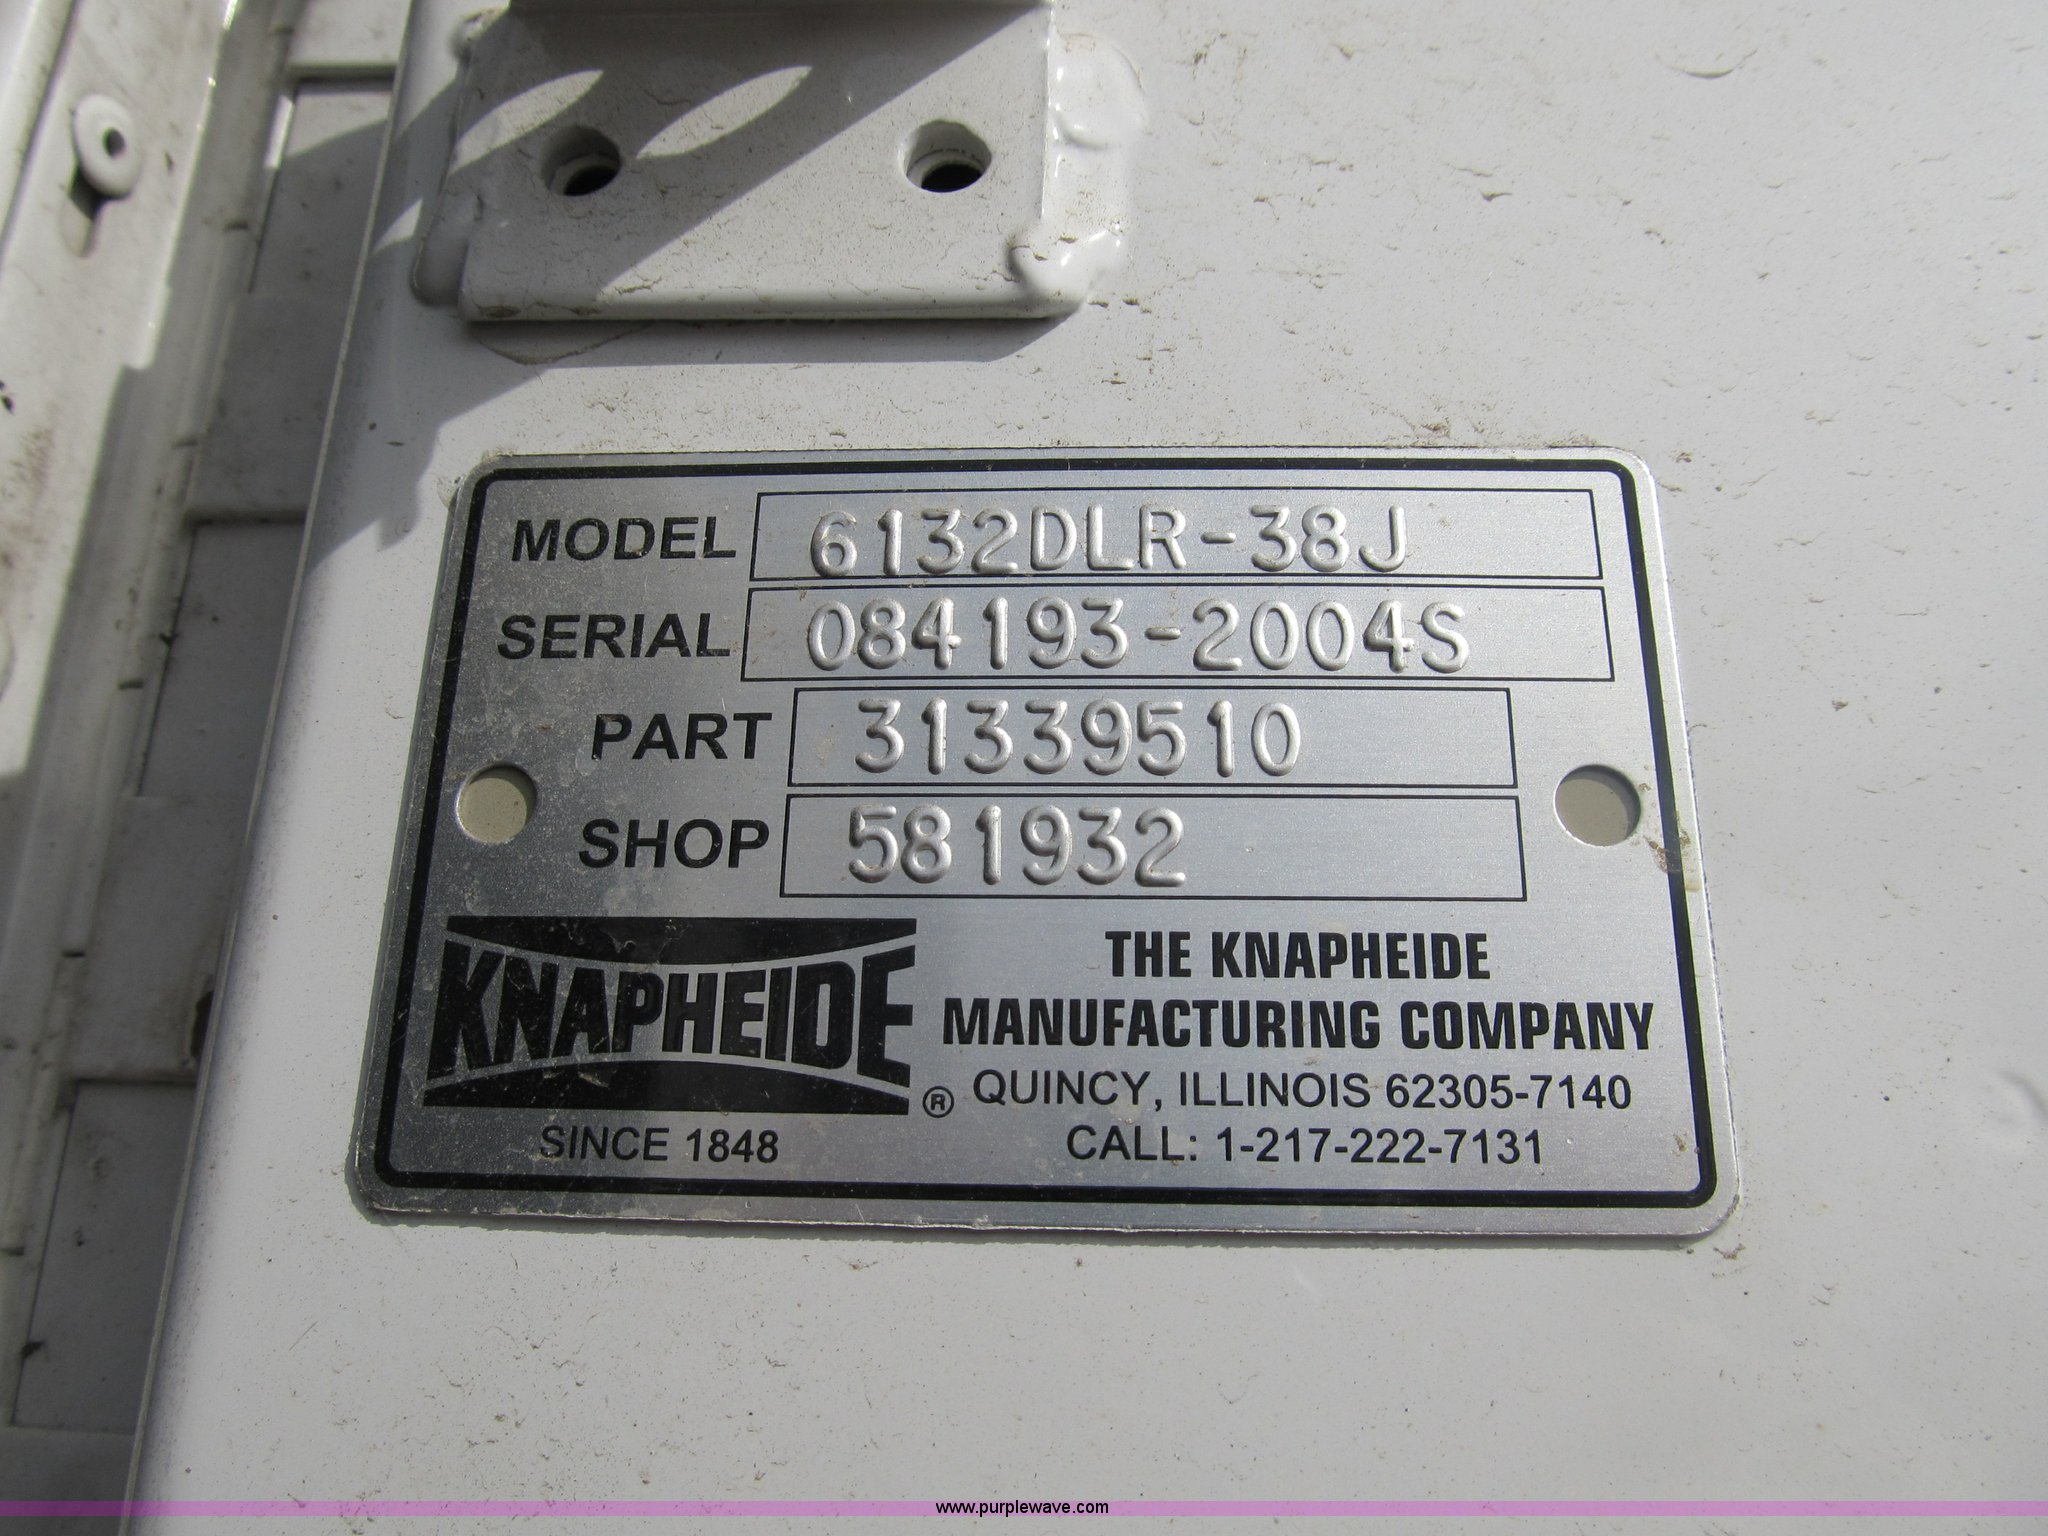 MODEL 6132DLR-38J
SERIAL 084193-2004S
PART 31339510
SHOP 581932
KNAPHEIDE ®
SINCE 1848
THE KNAPHEIDE
MANUFACTURING COMPANY
QUINCY, ILLINOIS 62305-7140
CALL: 1-217-222-7131
www.purplewave.com